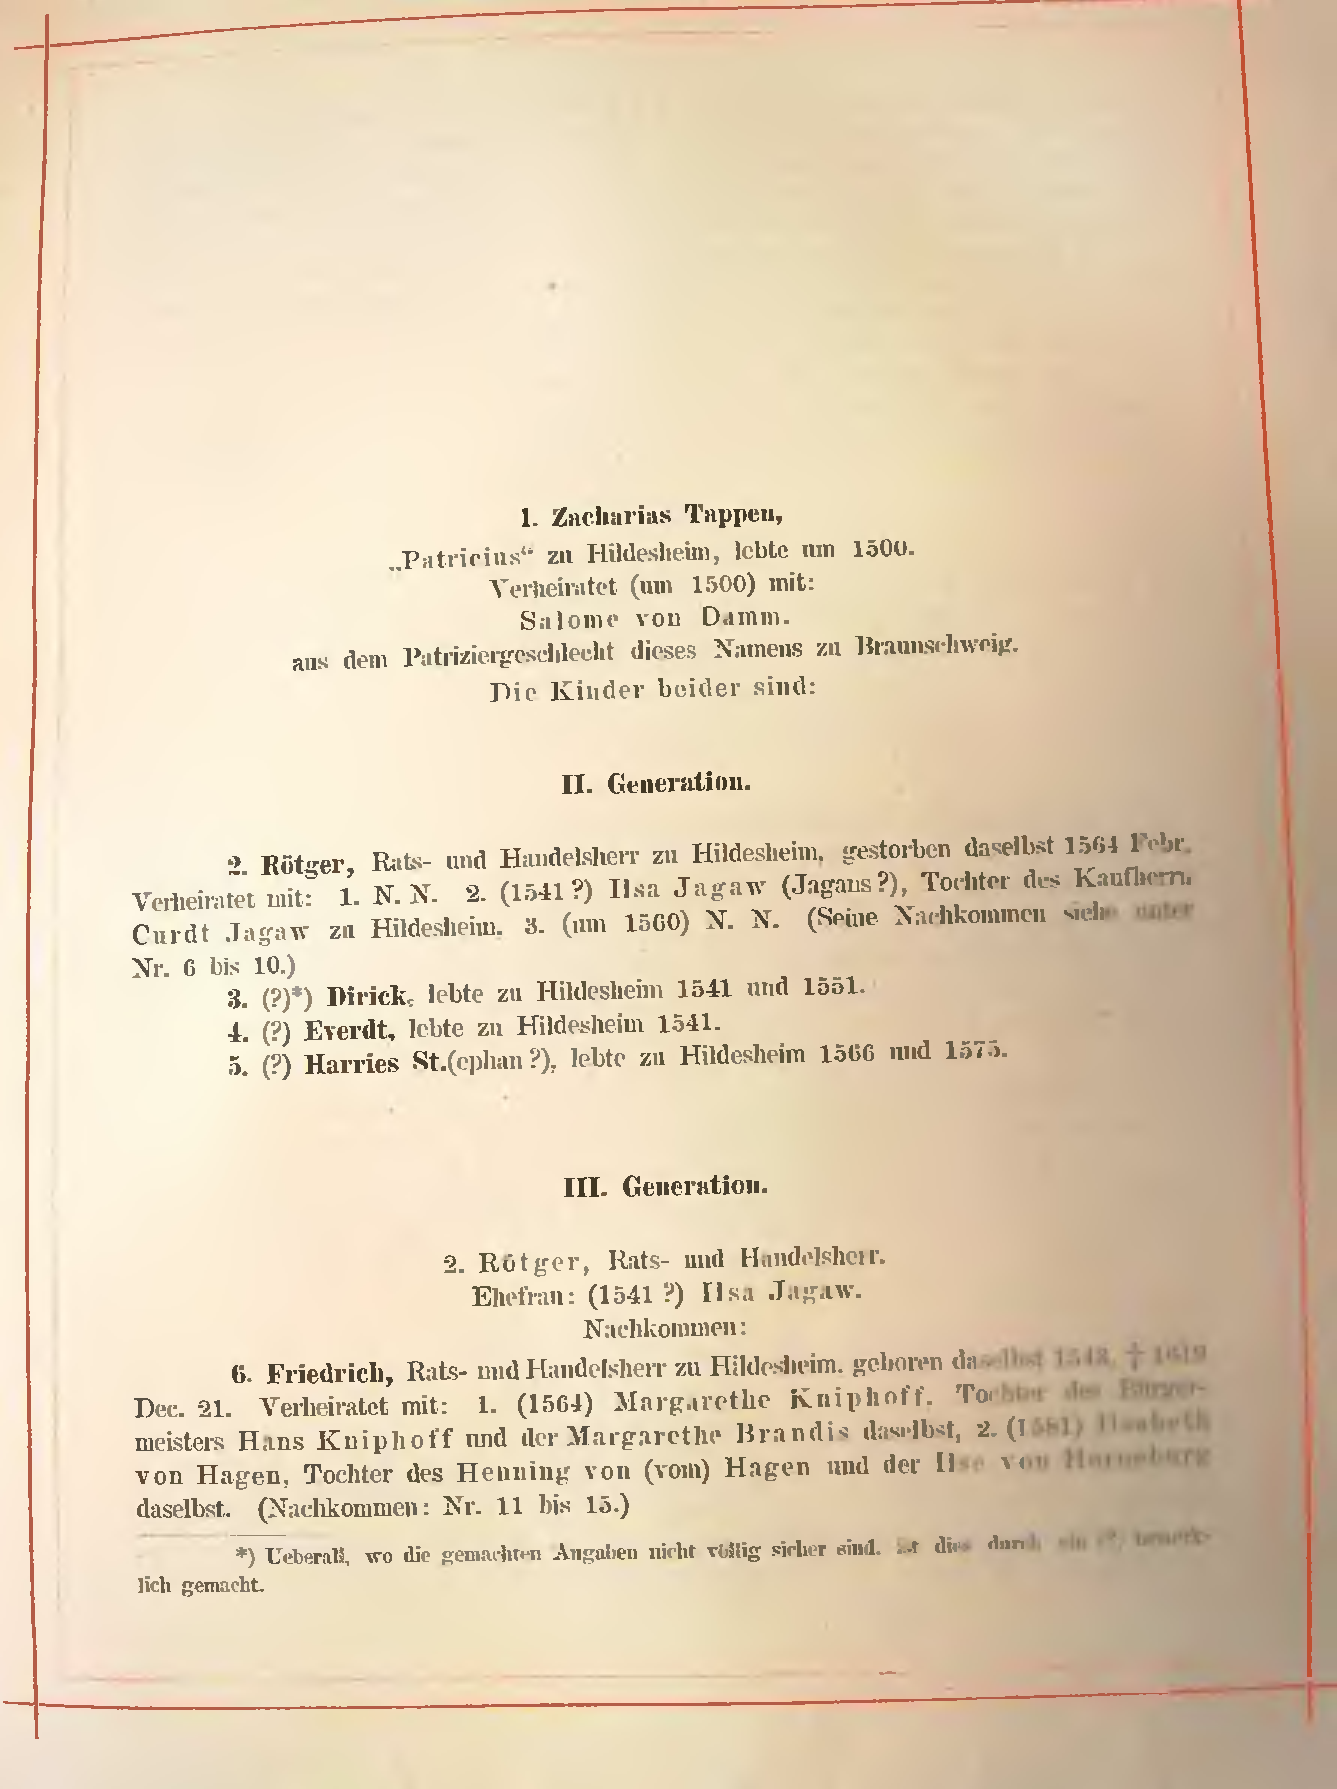 1. Zacharias Tappen,
„Patricius“ zu Hildesheim, lebte um 1500.
Verheiratet (um 1500) mit:
Salome von Damm.
aus dem Patriziergeschlecht dieses Namens zu Braunschweig.
Die Kinder beider sind:
II. Generation.
2. Rötger, Rats- und Handelsherr zu Hildesheim, gestorben daselbst 1564 Febr.
Verheiratet mit: 1. N. N. 2. (1541 ?) Ilsa Jagaw (Jagaus ?), Tochter des Kaufherrn
Curdt Jagaw zu Hildesheim. 3. (um 1560) N. N. (Seine Nachkommen siehe unter
Nr. 6 bis 10.)
3. (?)*) Dirick, lebte zu Hildesheim 1541 und 1551.
4. (?) Everdt, lebte zu Hildesheim 1541.
5. (?) Harries St.(ephan ?), lebte zu Hildesheim 1566 und 1575.
III. Generation.
2. Rötger, Rats- und Handelsherr.
Ehefrau: (1541 ?) Ilsa Jagaw.
Nachkommen:
6. Friedrich, Rats- und Handelsherr zu Hildesheim. geboren daselbst † 1619
Dec. 21. Verheiratet mit: 1. (1564) Margarethe Kniphoff, Tochter des Bürger-
meisters Hans Kniphoff und der Margarethe Brandis daselbst, 2. (1581)
von Hagen, Tochter des Henning von (vom) Hagen und der Ilse von
daselbst. (Nachkommen: Nr. 11 bis 15.)
*) Ueberall, wo die gemachten Angaben nicht völlig sicher sind, ist dies durch ein (?) bemerk-
lich gemacht.